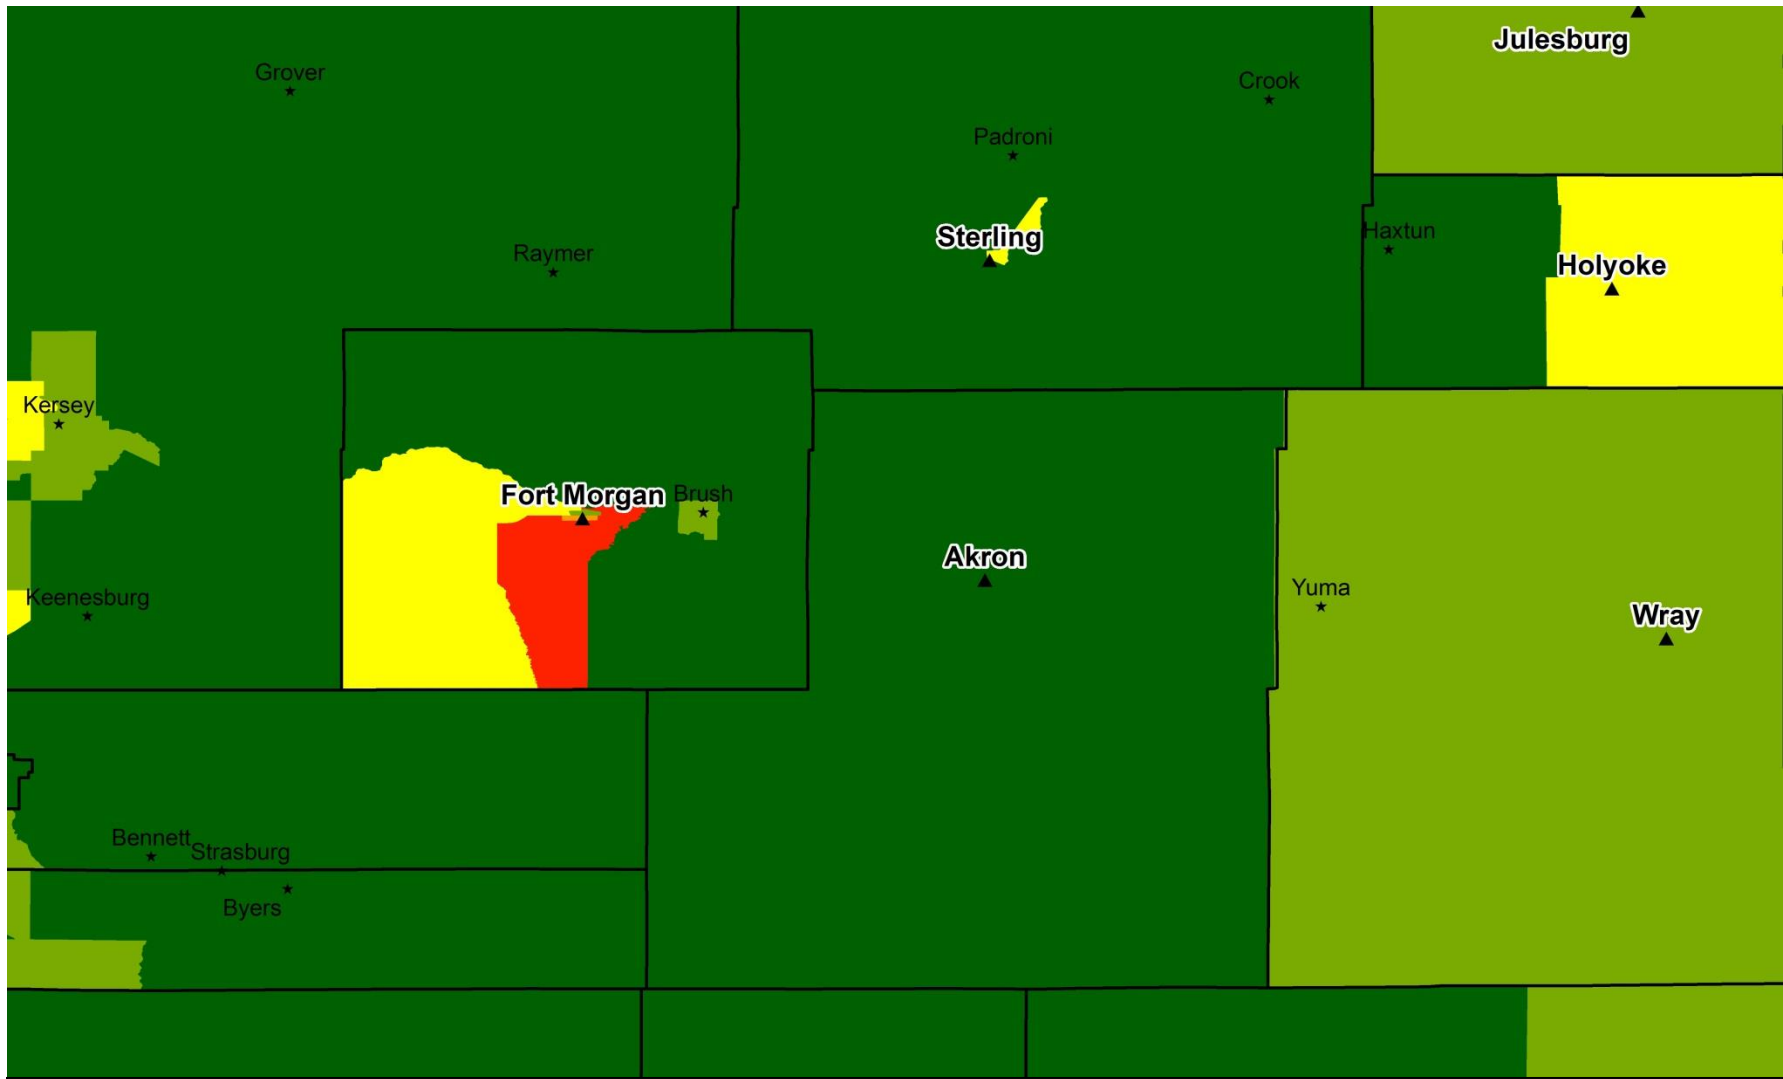 Julesburg
Grover
Crook
Padroni
Sterling
Haxtun
Raymer
Holyoke
Kersey
Fort Morgan
Brush
Akron
Yuma
Keenesburg
Wray
Bennett
Strasburg
Byers